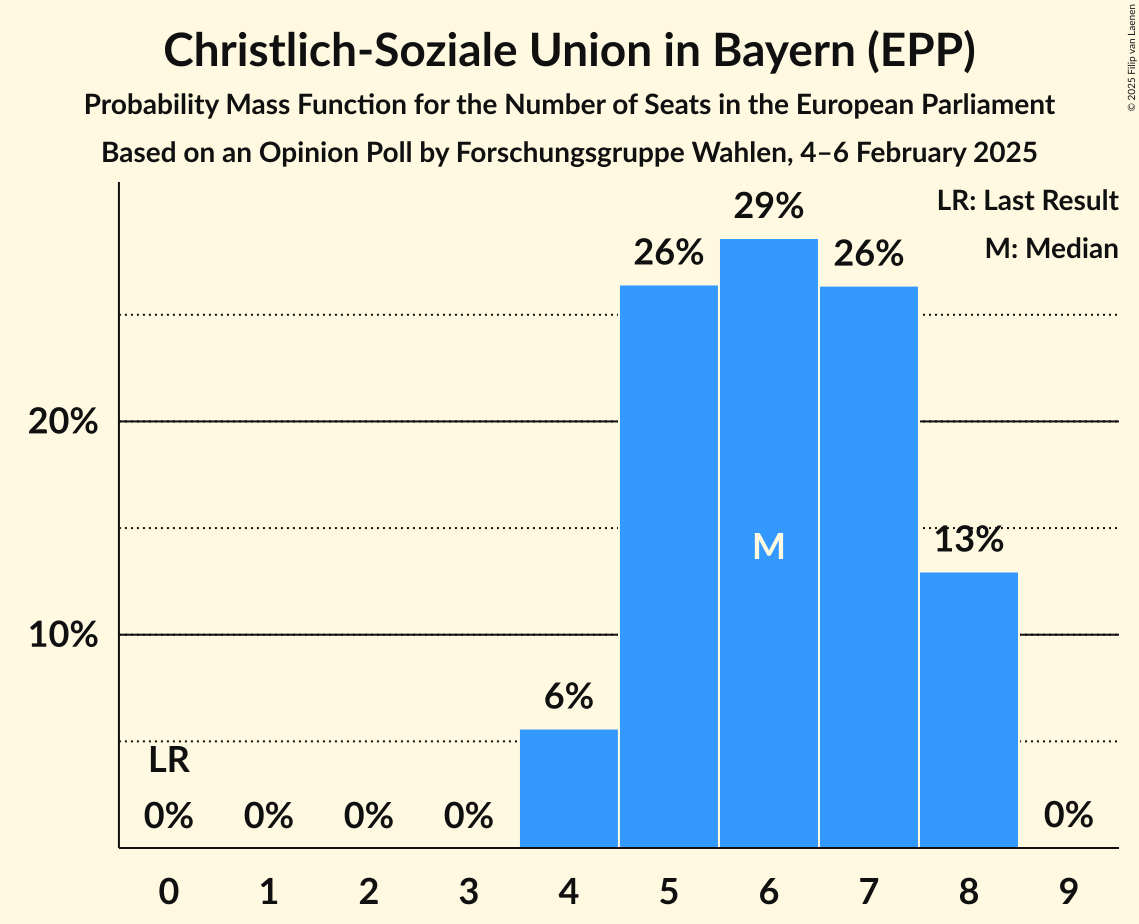 Christlich-Soziale Union in Bayern (EPP)
Probability Mass Function for the Number of Seats in the European Parliament
Based on an Opinion Poll by Forschungsgruppe Wahlen, 4–6 February 2025
© 2025 Filip van Laenen
LR: Last Result
M: Median
29%
26%
26%
20%
13%
M
10%
6%
LR
0%
0%
0%
0%
0%
0 1 2 3 4 5 6 7 8 9